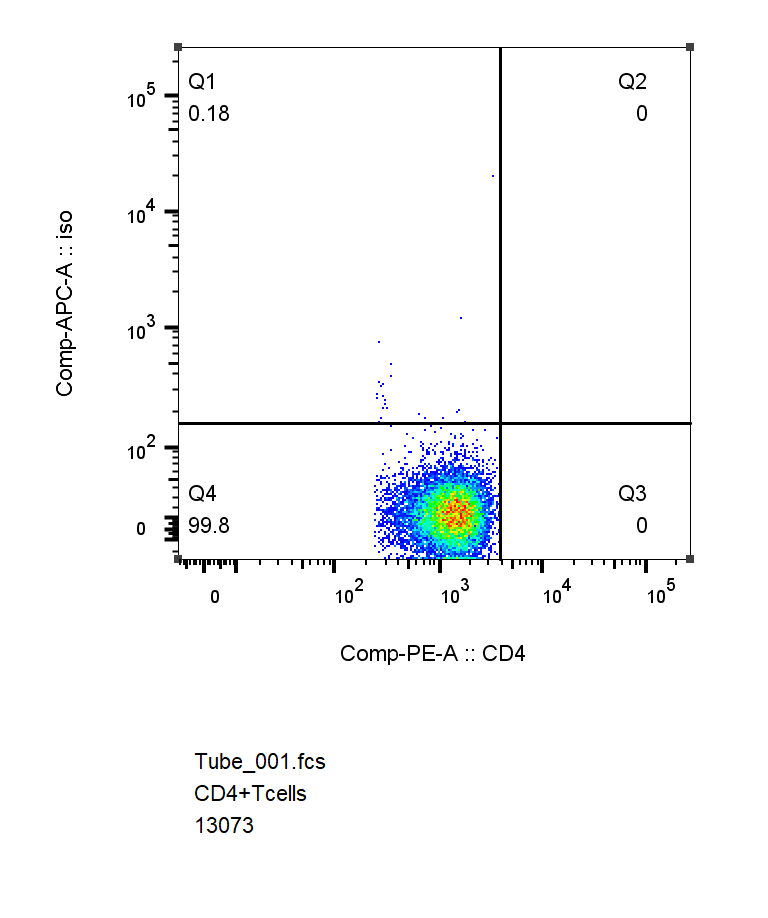 Q1
0.18
Q2
0
10^5
10^4
10^3
10^2
0
Comp-APC-A :: iso
Q4
99.8
Q3
0
0
10^2
10^3
10^4
10^5
Comp-PE-A :: CD4
Tube_001.fcs
CD4+Tcells
13073